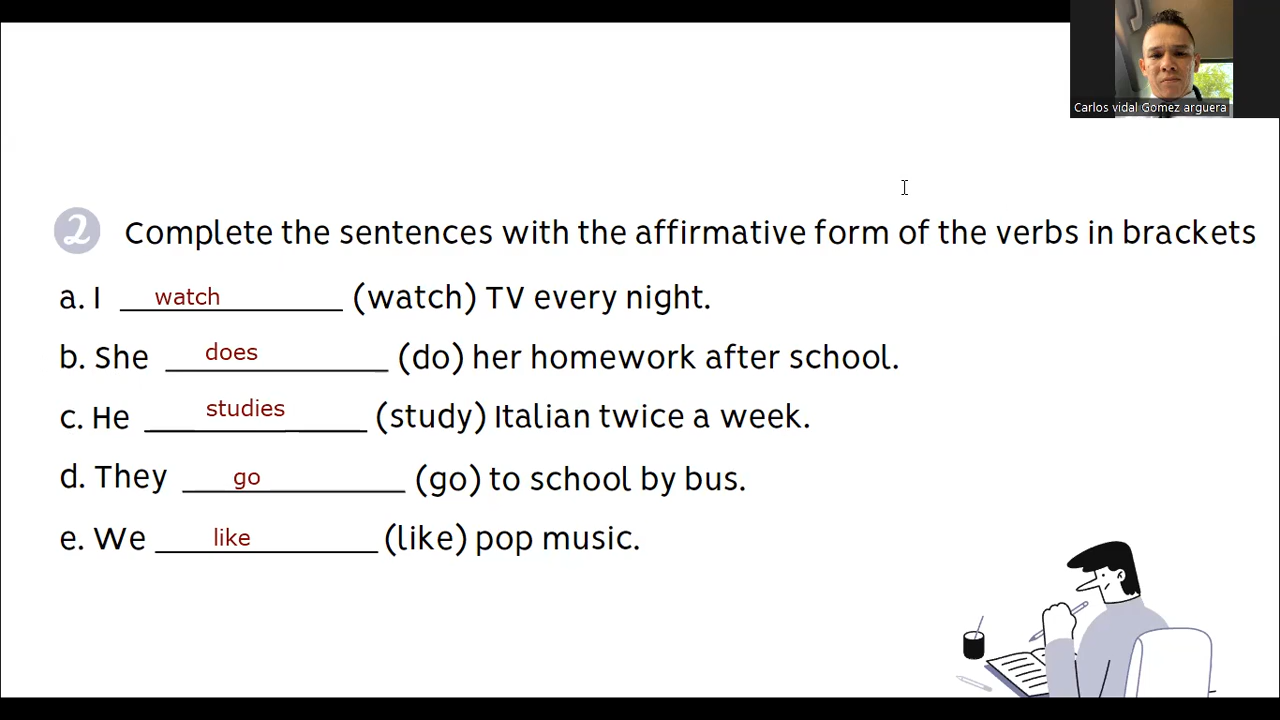 Carlos vidal Gomez arguera
2 Complete the sentences with the affirmative form of the verbs in brackets
a. I watch (watch) TV every night.
b. She does (do) her homework after school.
c. He studies (study) Italian twice a week.
d. They go (go) to school by bus.
e. We like (like) pop music.